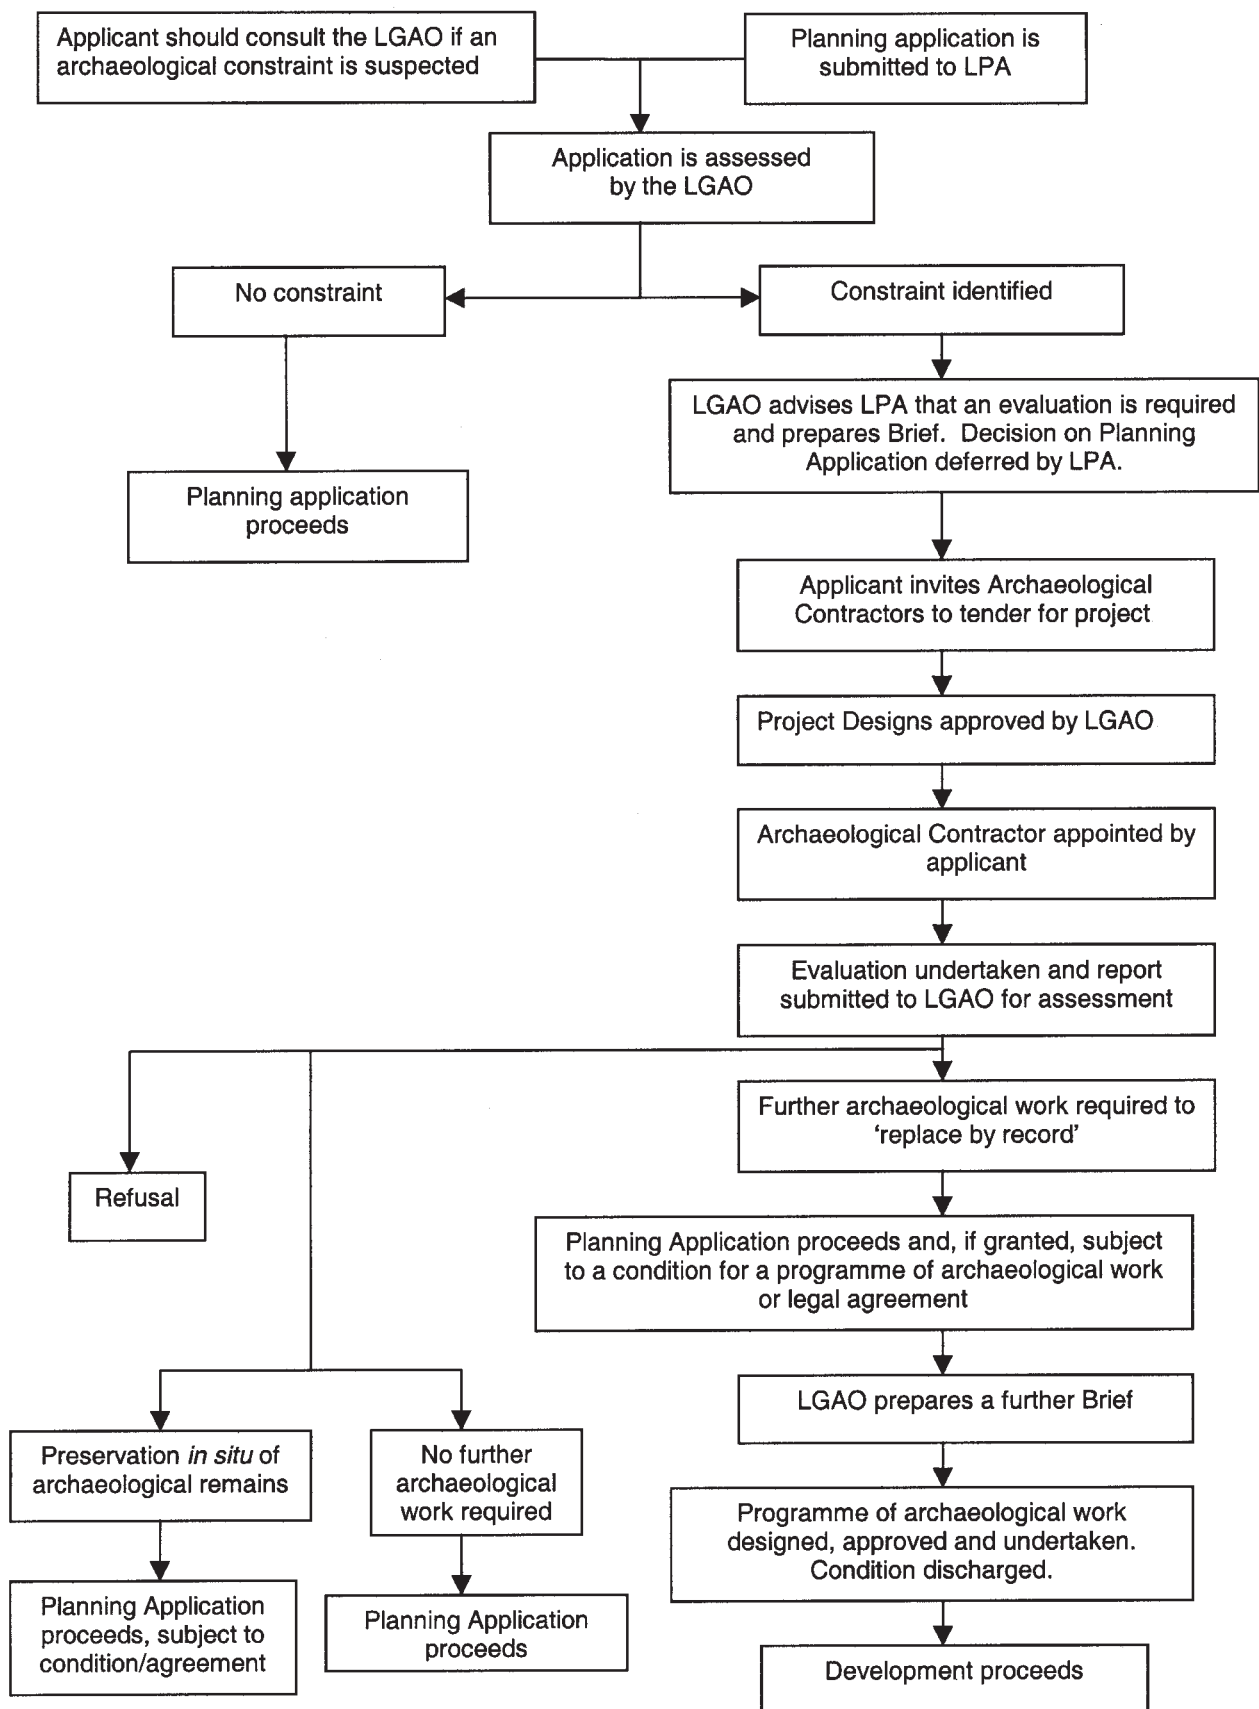 Applicant should consult the LGAO if an
archaeological constraint is suspected
Planning application is
submitted to LPA
Application is assessed
by the LGAO
No constraint
Constraint identified
Planning application
proceeds
LGAO advises LPA that an evaluation is required
and prepares Brief. Decision on Planning
Application deferred by LPA.
Applicant invites Archaeological
Contractors to tender for project
Project Designs approved by LGAO
Archaeological Contractor appointed by
applicant
Evaluation undertaken and report
submitted to LGAO for assessment
Refusal
Further archaeological work required to
‘replace by record’
Planning Application proceeds and, if granted, subject
to a condition for a programme of archaeological work
or legal agreement
LGAO prepares a further Brief
Preservation in situ of
archaeological remains
No further
archaeological
work required
Programme of archaeological work
designed, approved and undertaken.
Condition discharged.
Planning Application
proceeds, subject to
condition/agreement
Planning Application
proceeds
Development proceeds